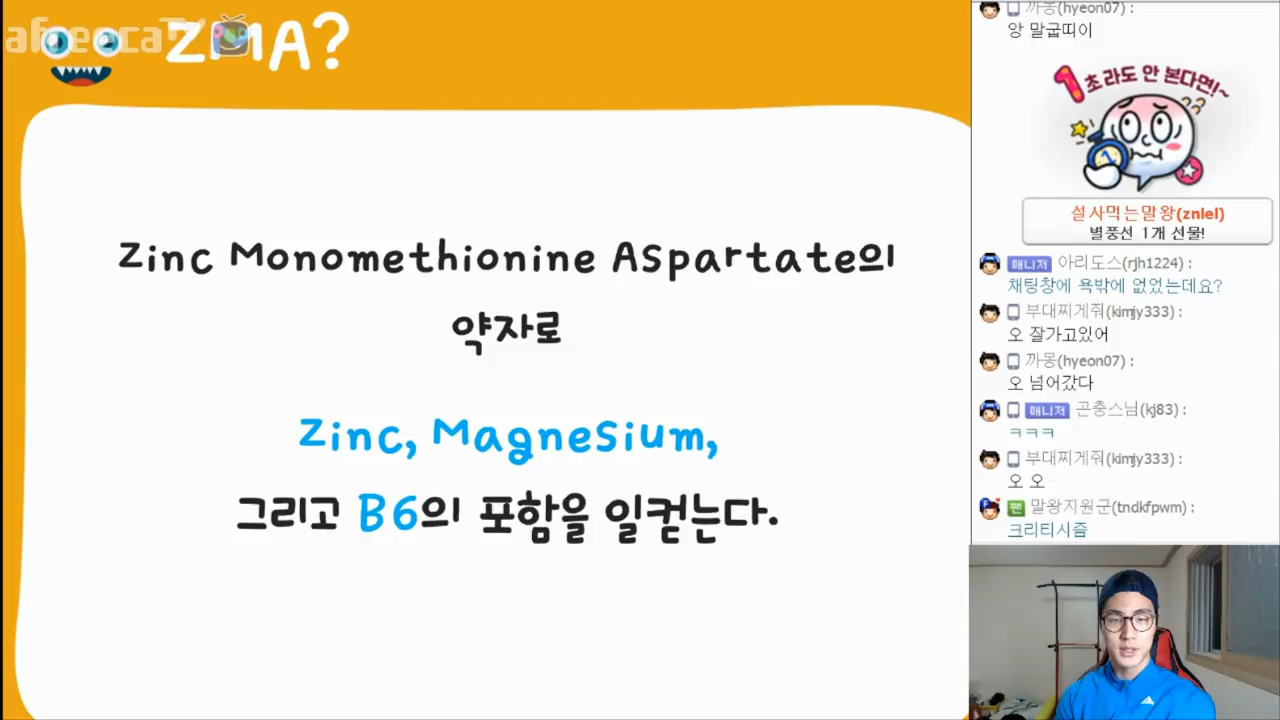 afreecaTV
ZMA?
Zinc Monomethionine Aspartate의
약자로
Zinc, Magnesium,
그리고 B6의 포함을 일컫는다.
까몽(hyeon07) :
앙 말굽띠이
1초라도 안 본다면!~
설사먹는말왕(znlel)
별풍선 1개 선물!
매니저 아리도스(rjh1224) :
채팅창에 욕밖에 없었는데요?
부대찌게줘(kimjy333) :
오 잘가고있어
까몽(hyeon07) :
오 넘어갔다
매니저 곤충스님(kj83) :
ㅋㅋㅋ
부대찌게줘(kimjy333) :
오 오
F 팬 말왕지원군(tndkfpwm) :
크리티시즘